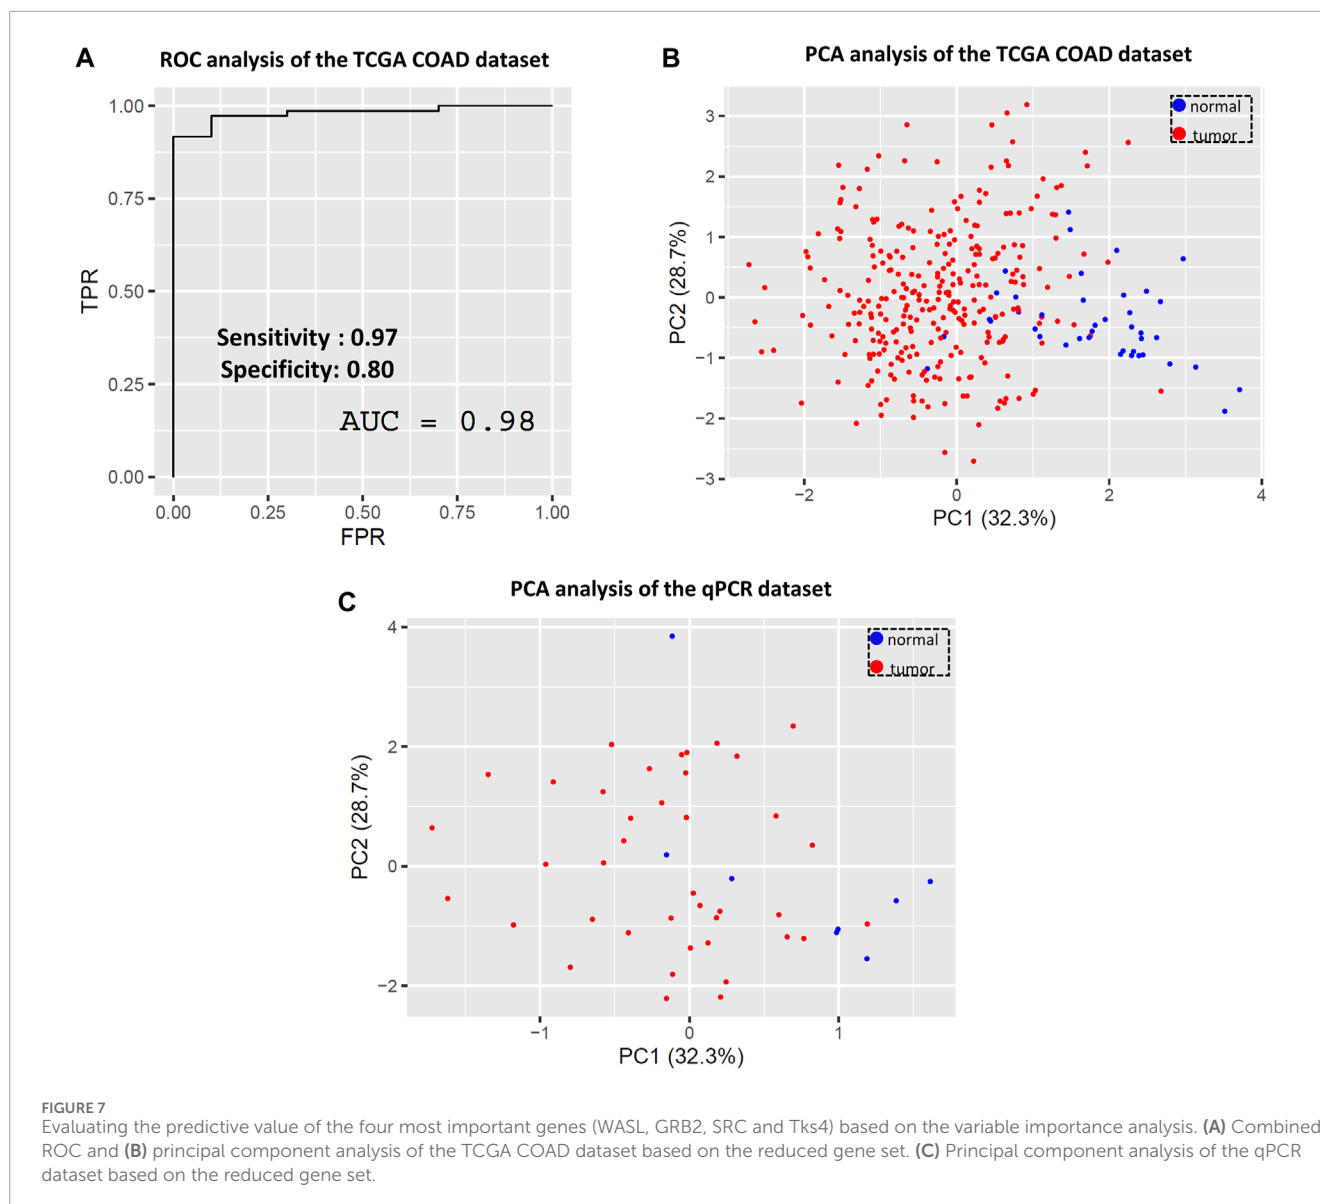 A
ROC analysis of the TCGA COAD dataset
1.00
0.75
0.50
0.25
0.00
TPR
Sensitivity : 0.97
Specificity: 0.80
AUC = 0.98
0.00 0.25 0.50 0.75 1.00
FPR
B
PCA analysis of the TCGA COAD dataset
normal
tumor
3
2
1
0
−1
−2
−3
PC2 (28.7%)
−2 0 2 4
PC1 (32.3%)
C
PCA analysis of the qPCR dataset
normal
tumor
4
2
0
−2
PC2 (28.7%)
−1 0 1
PC1 (32.3%)
FIGURE 7
Evaluating the predictive value of the four most important genes (WASL, GRB2, SRC and Tks4) based on the variable importance analysis. (A) Combined
ROC and (B) principal component analysis of the TCGA COAD dataset based on the reduced gene set. (C) Principal component analysis of the qPCR
dataset based on the reduced gene set.